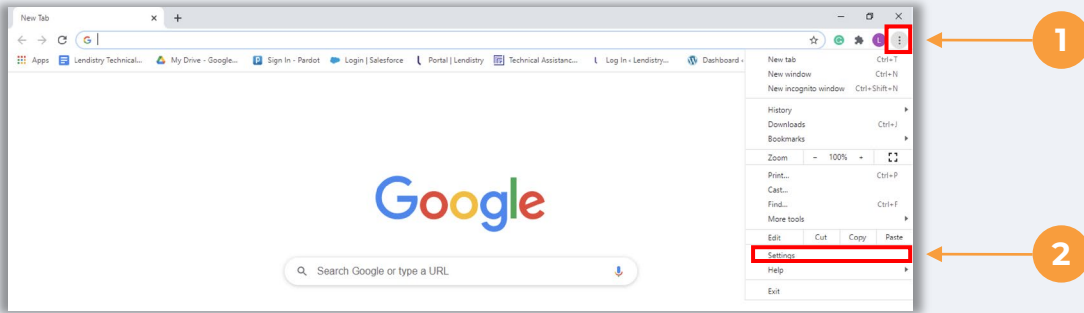 New Tab
G
L
Apps Lendistry Technical... My Drive - Google... Sign In - Pardot Login | Salesforce Portal | Lendistry Technical Assistanc... Log In ‹ Lendistry... Dashboard ‹
New tab Ctrl+T
New window Ctrl+N
New incognito window Ctrl+Shift+N
History
Downloads Ctrl+J
Bookmarks
Zoom - 100% +
Print... Ctrl+P
Cast...
Find... Ctrl+F
More tools
Edit Cut Copy Paste
Settings
Help
Exit
Google
Search Google or type a URL
1
2